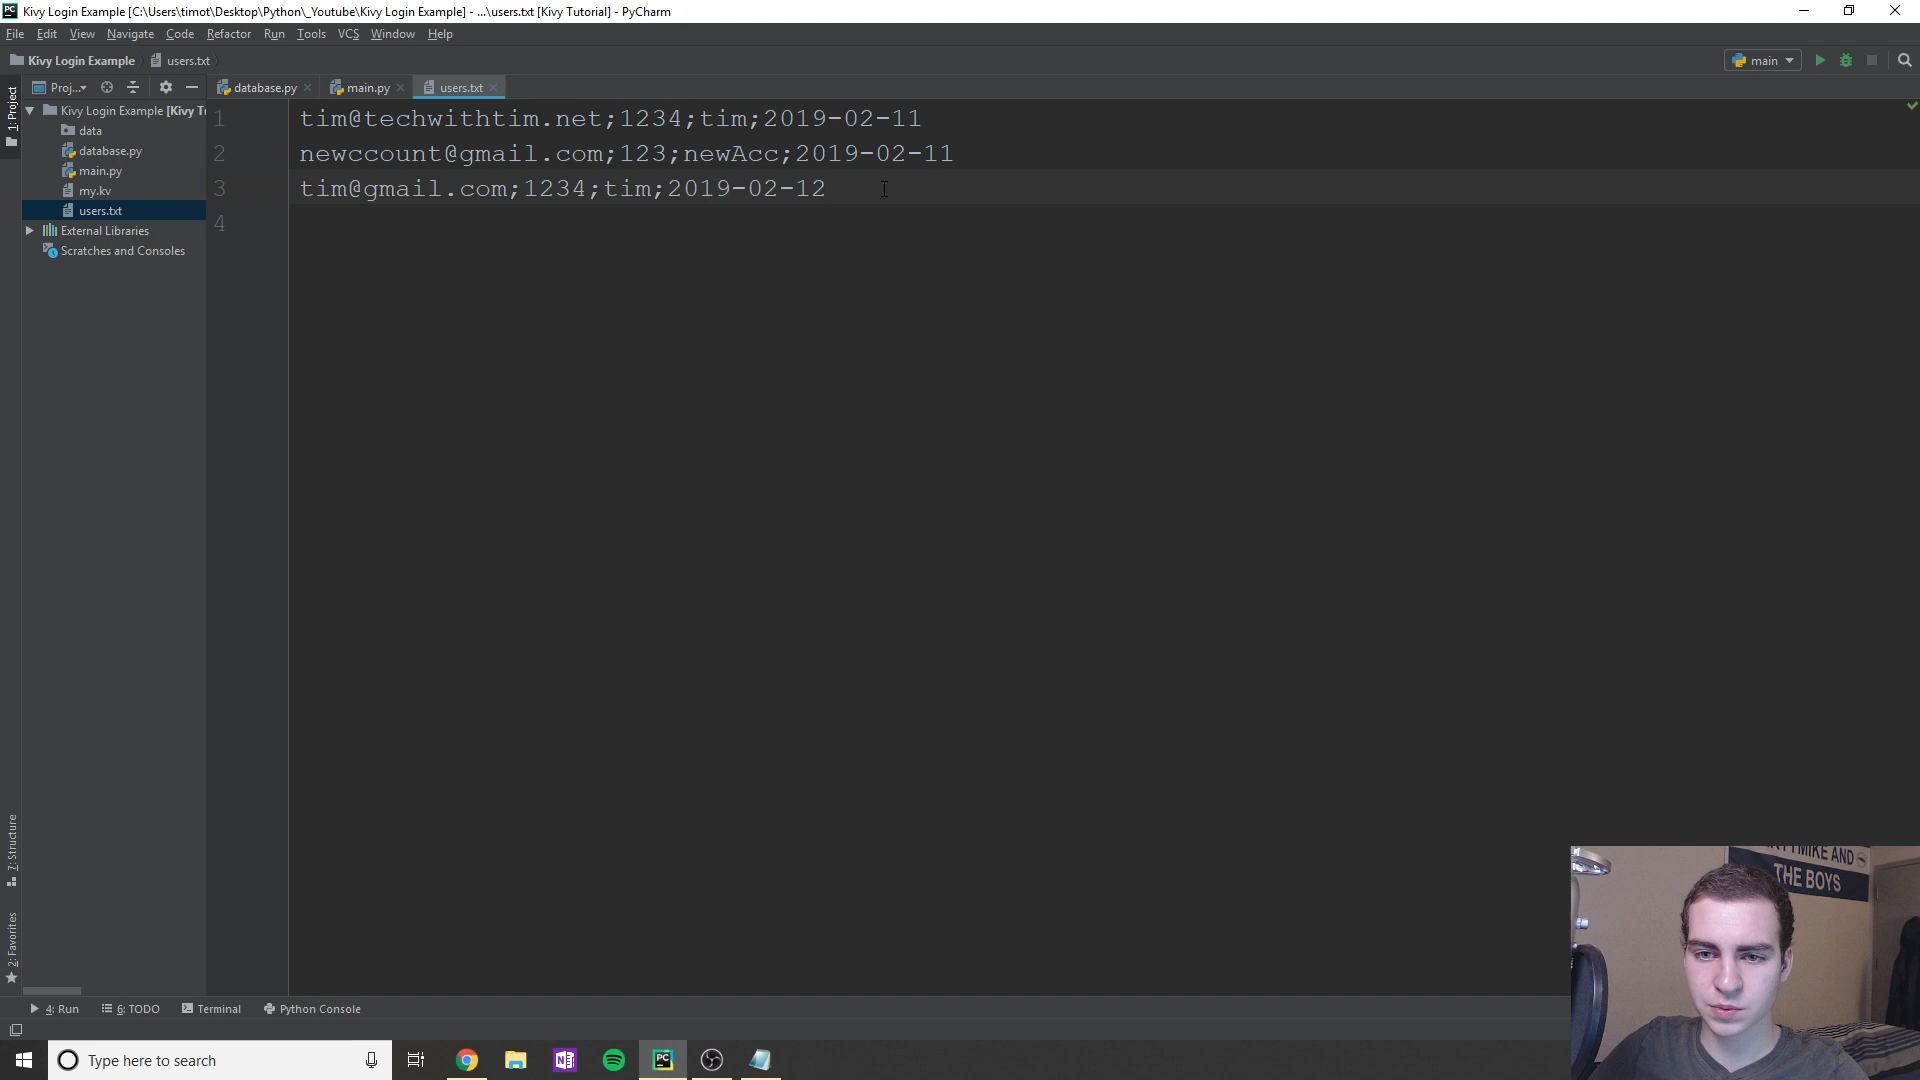 Kivy Login Example [C:\Users\timot\Desktop\Python\_Youtube\Kivy Login Example] - ...\users.txt [Kivy Tutorial] - PyCharm
File Edit View Navigate Code Refactor Run Tools VCS Window Help
Kivy Login Example users.txt main
Proj... database.py main.py users.txt
1: Project
Kivy Login Example [Kivy T
data
database.py
main.py
my.kv
users.txt
External Libraries
Scratches and Consoles
1 tim@techwithtim.net;1234;tim;2019-02-11
2 newccount@gmail.com;123;newAcc;2019-02-11
3 tim@gmail.com;1234;tim;2019-02-12
4
7: Structure
2: Favorites
MIKE AND
THE BOYS
4: Run 6: TODO Terminal Python Console
Type here to search